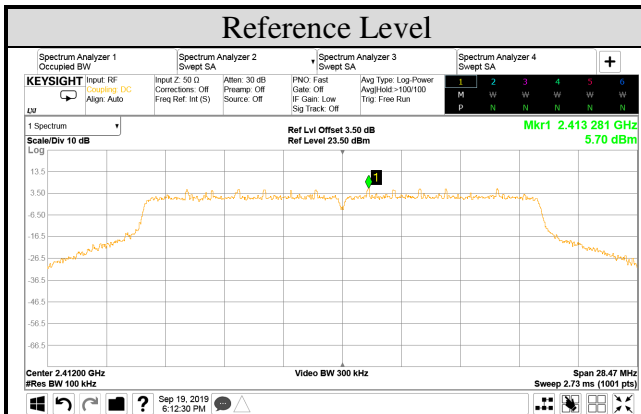 Reference Level
Spectrum Analyzer 1
Occupied BW
Spectrum Analyzer 2
Swept SA
Spectrum Analyzer 3
Swept SA
Spectrum Analyzer 4
Swept SA
+
KEYSIGHT
Input: RF
Coupling: DC
Align: Auto
Input Z: 50 Ω
Corrections: Off
Freq Ref: Int (S)
Atten: 30 dB
Preamp: Off
Source: Off
PNO: Fast
Gate: Off
IF Gain: Low
Sig Track: Off
Avg Type: Log-Power
Avg|Hold:>100/100
Trig: Free Run
1 2 3 4 5 6
M W W W W W
P N N N N N
1 Spectrum
Scale/Div 10 dB
Ref Lvl Offset 3.50 dB
Ref Level 23.50 dBm
Mkr1 2.413 281 GHz
5.70 dBm
Log
1
13.5
3.50
-6.50
-16.5
-26.5
-36.5
-46.5
-56.5
-66.5
Center 2.41200 GHz
#Res BW 100 kHz
Video BW 300 kHz
Span 28.47 MHz
Sweep 2.73 ms (1001 pts)
?
Sep 19, 2019
6:12:30 PM